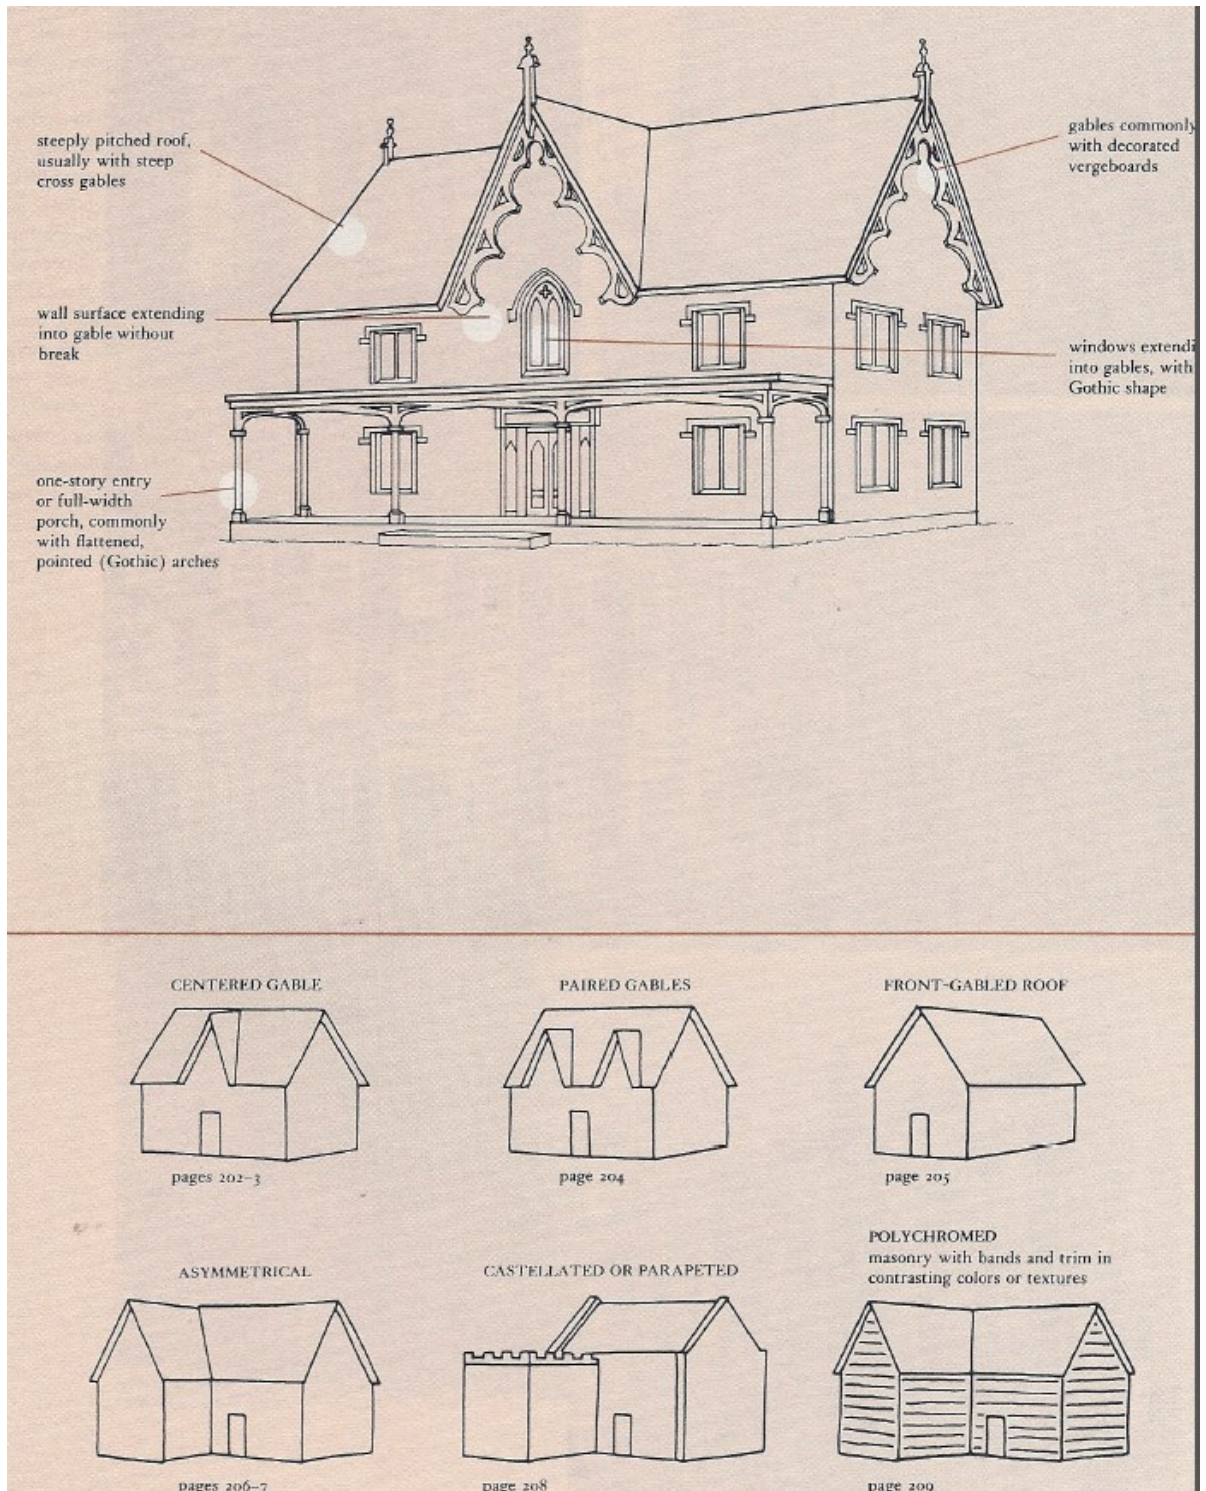 steeply pitched roof,
usually with steep
cross gables
gables commonly
with decorated
vergeboards
wall surface extending
into gable without
break
windows extendi
into gables, with
Gothic shape
one-story entry
or full-width
porch, commonly
with flattened,
pointed (Gothic) arches
CENTERED GABLE
pages 202-3
PAIRED GABLES
page 204
FRONT-GABLED ROOF
page 205
ASYMMETRICAL
pages 206-7
CASTELLATED OR PARAPETED
page 208
POLYCHROMED
masonry with bands and trim in
contrasting colors or textures
page 209